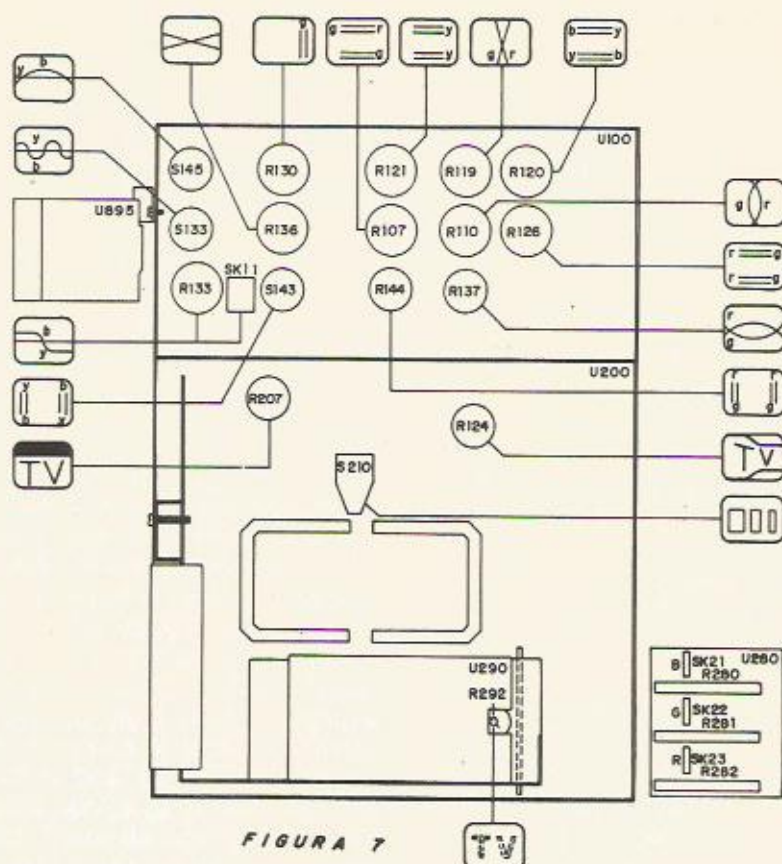 g
g r
g
y
y
g r
b y
y b
y b
U100
S145
R130
R121
R119
R120
y
b
g r
U895
S133
R136
R107
R110
R126
r g
r g
SK11
R133
S143
R144
R137
b
y
r
g
U200
y b
b y
r r
g g
R207
R124
TV
TV
S210
U290
R292
B SK21 U280
R280
G SK22
R281
R SK23
R282
FIGURA 7